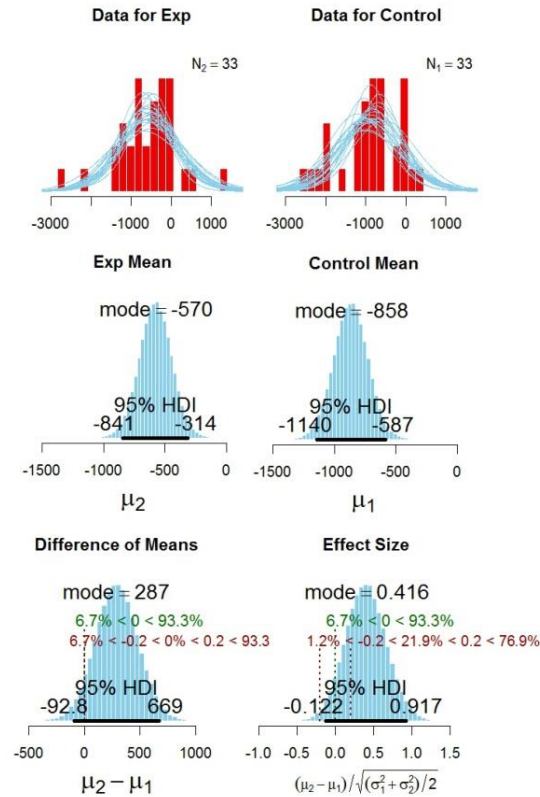 Data for Exp
Data for Control
N2 = 33
N1 = 33
-3000 -1000 0 1000
-3000 -1000 0 1000
Exp Mean
Control Mean
mode = -570
mode = -858
95% HDI
95% HDI
-841 -314
-1140 -587
-1500 -1000 -500 0
-1500 -1000 -500 0
μ2
μ1
Difference of Means
Effect Size
mode = 287
mode = 0.416
6.7% < 0 < 93.3%
6.7% < 0 < 93.3%
6.7% < -0.2 < 0% < 0.2 < 93.3
1.2% < -0.2 < 21.9% < 0.2 < 76.9%
95% HDI
95% HDI
-92.8 669
-0.122 0.917
-500 0 500 1000
-1.0 0.0 0.5 1.0 1.5
μ2 − μ1
(μ2 − μ1)/√(σ1² + σ2²)/2